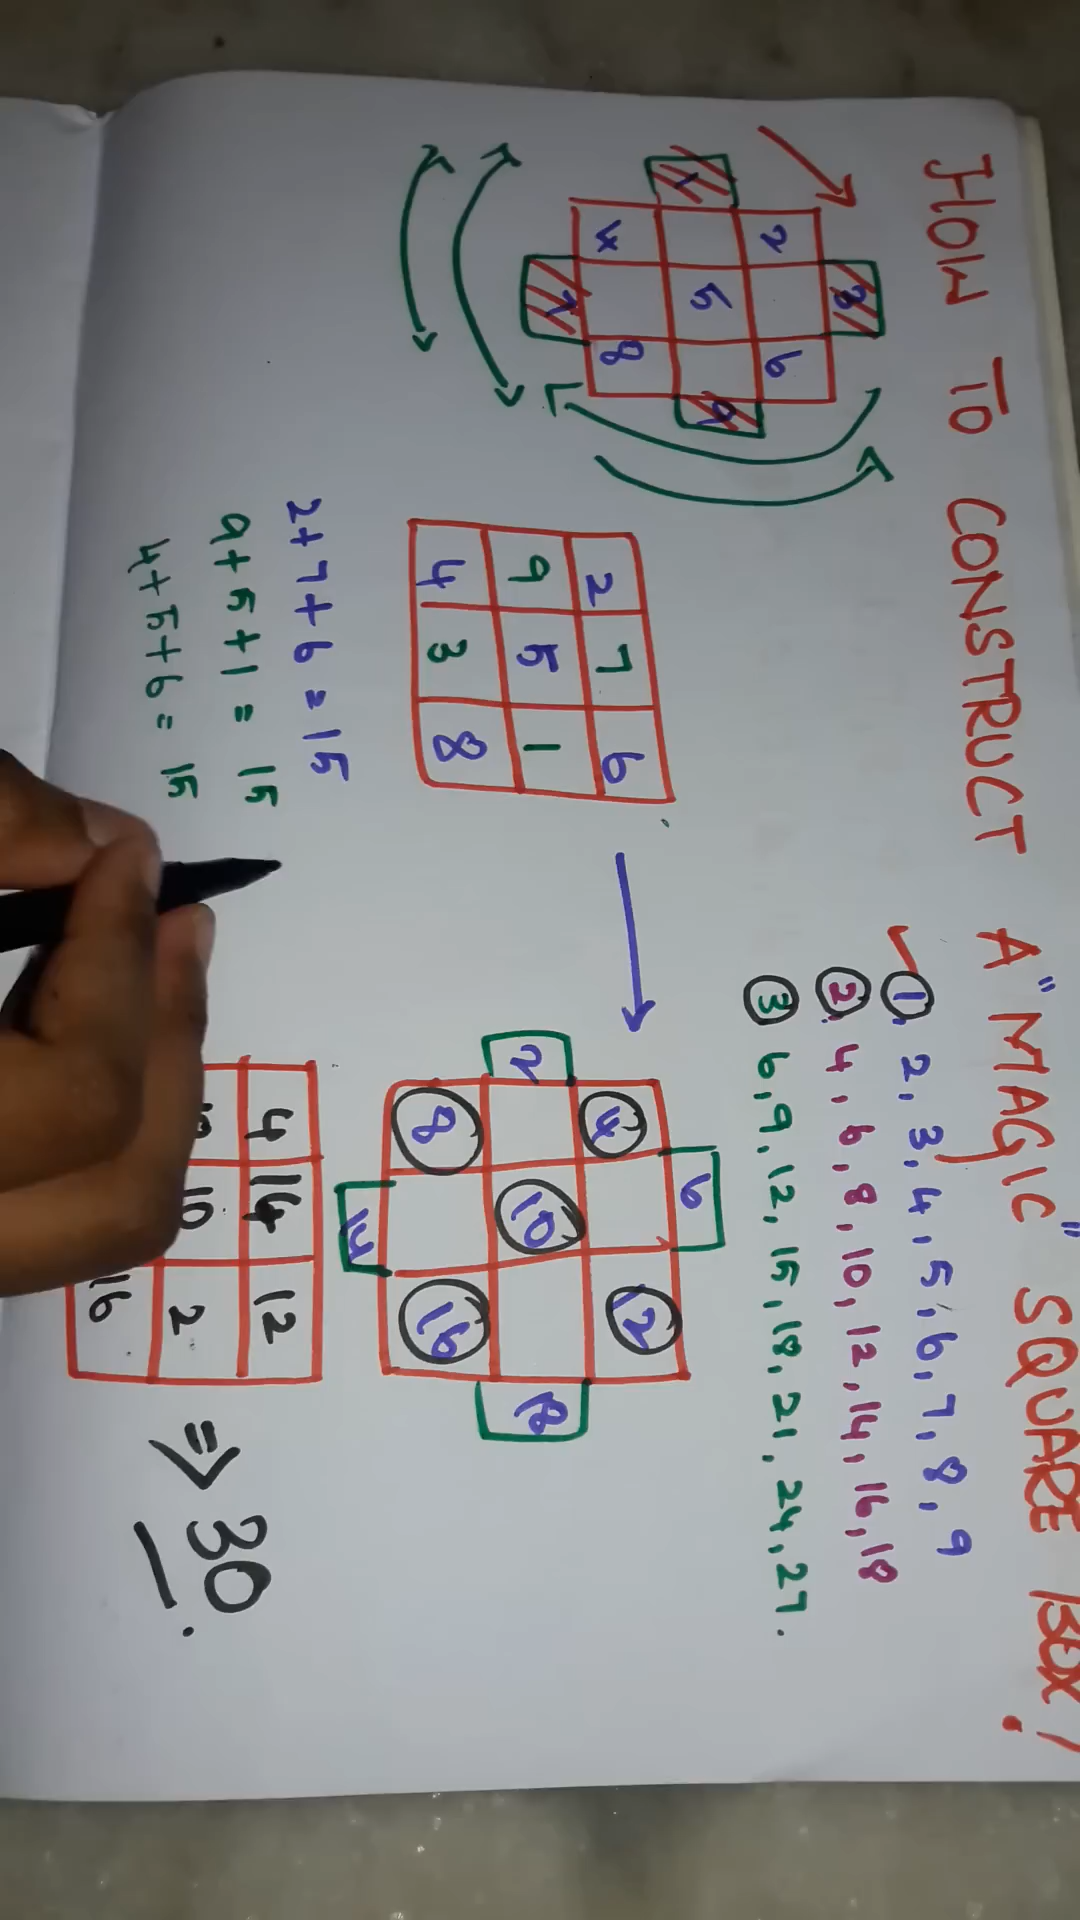 HOW TO CONSTRUCT A "MAGIC" SQUARE BOX!
① 2, 3, 4, 5, 6, 7, 8, 9
② 4, 6, 8, 10, 12, 14, 16, 18
③ 6, 9, 12, 15, 18, 21, 24, 27.
3
2 6
1 5 9
4 8
7
2 7 6
9 5 1
4 3 8
2+7+6=15
9+5+1=15
4+5+6=15
6
4 12
2 10 18
8 16
14
4 14 12
10 2
16
⇒ 30.